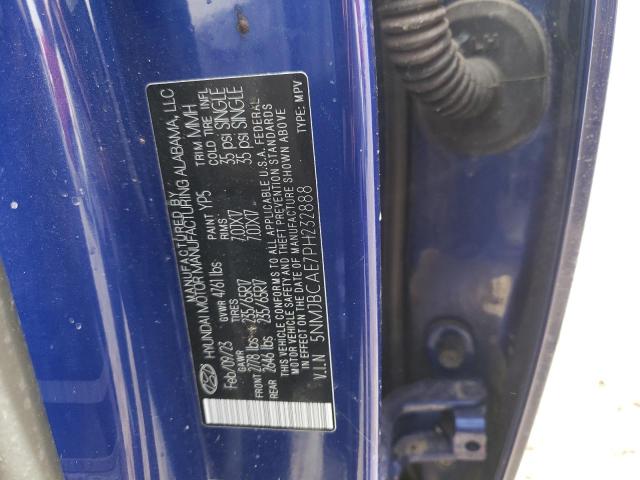 MANUFACTURED BY
HYUNDAI MOTOR MANUFACTURING ALABAMA, LLC
Feb/09/23 GVWR 4761 lbs PAINT YP5 TRIM MMH
GAWR TIRES RIMS COLD TIRE INFL
FRONT 2778 lbs 235/65R17 7.0JX17 35 psi SINGLE
REAR 2646 lbs 235/65R17 7.0JX17 35 psi SINGLE
THIS VEHICLE CONFORMS TO ALL APPLICABLE U.S.A. FEDERAL
MOTOR VEHICLE SAFETY & THEFT PREVENTION STANDARDS
IN EFFECT ON THE DATE OF MANUFACTURE SHOWN ABOVE
V.I.N 5NMJBCAE7PH232888 TYPE: MPV